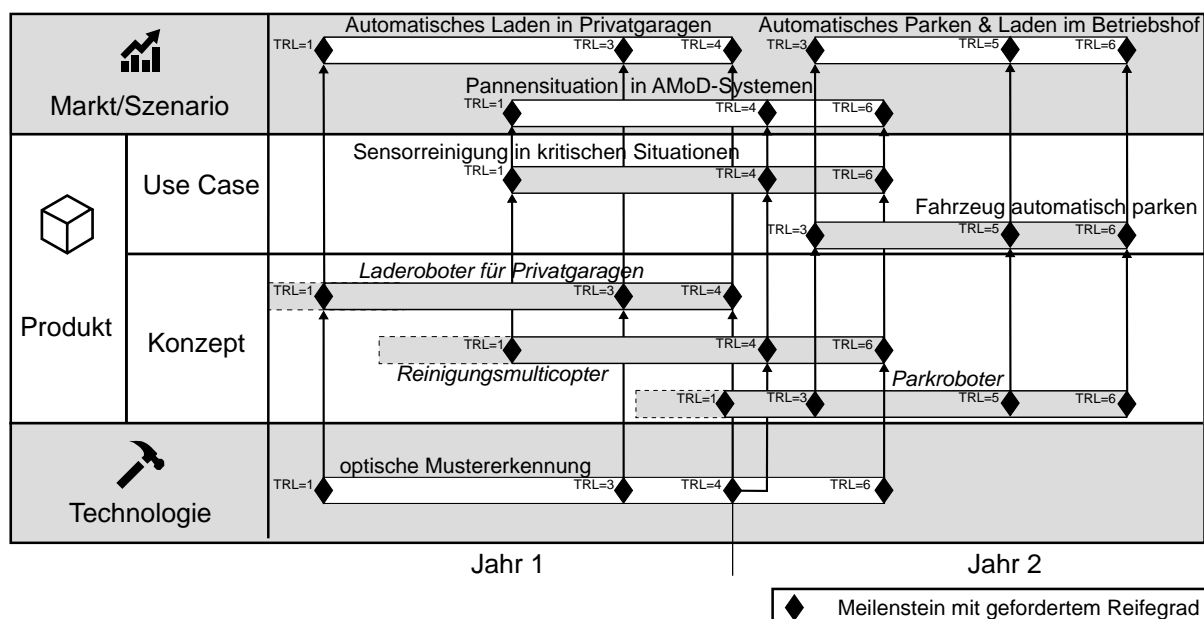 Automatisches Laden in Privatgaragen
Automatisches Parken & Laden im Betriebshof
TRL=1
TRL=3
TRL=4
TRL=3
TRL=5
TRL=6
Markt/Szenario
Pannensituation in AMoD-Systemen
TRL=1
TRL=4
TRL=6
Produkt
Use Case
Sensorreinigung in kritischen Situationen
TRL=1
TRL=4
TRL=6
Fahrzeug automatisch parken
TRL=3
TRL=5
TRL=6
Konzept
Laderoboter für Privatgaragen
TRL=1
TRL=3
TRL=4
TRL=1
TRL=4
TRL=6
Reinigungsmulticopter
Parkroboter
TRL=1
TRL=3
TRL=5
TRL=6
Technologie
optische Mustererkennung
TRL=1
TRL=3
TRL=4
TRL=6
Jahr 1
Jahr 2
Meilenstein mit gefordertem Reifegrad